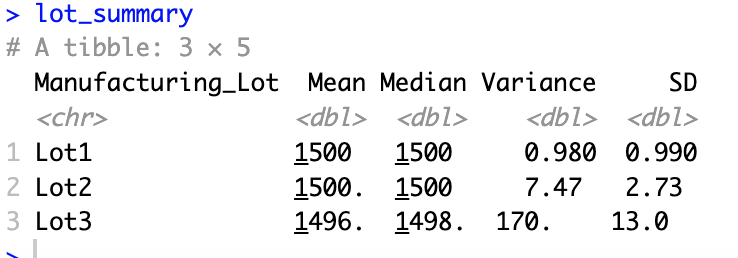 > lot_summary
# A tibble: 3 × 5
  Manufacturing_Lot  Mean Median Variance     SD
  <chr>             <dbl>  <dbl>    <dbl>  <dbl>
1 Lot1              1500   1500     0.980  0.990
2 Lot2              1500.  1500     7.47   2.73
3 Lot3              1496.  1498.  170.    13.0
>